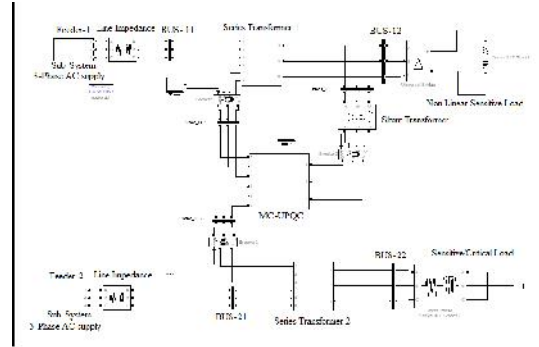 Feeder-1
Line Impedance
BUS-11
Series Transformer
BUS-12
Sub-System
3-Phase AC supply
Non Linear Sensitive Load
Shunt Transformer
MC-UPQC
BUS-22
Sensitive/Critical Load
Feeder-2
Line Impedance
Sub-System
3-Phase AC supply
BUS-21
Series Transformer 2